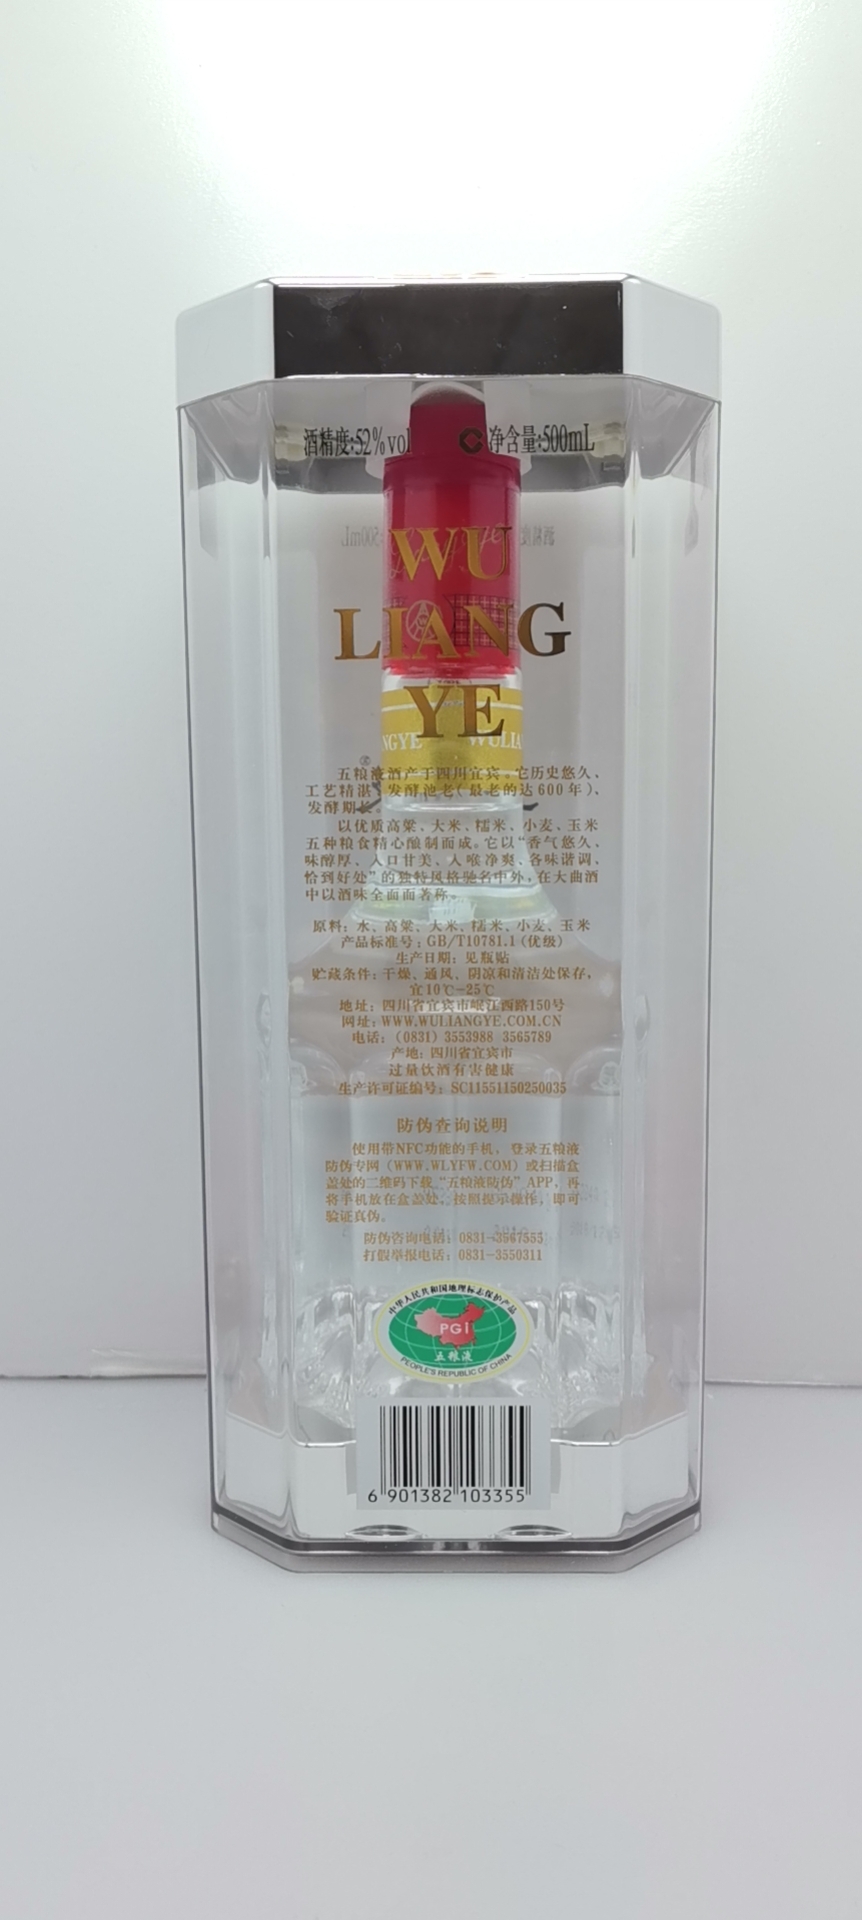 酒精度:52%vol 净含量:500mL
WU
LIANG
YE
NGYE WULIA
五粮液酒产于四川宜宾。它历史悠久、
工艺精湛、发酵池老(最老的达600年)、
发酵期长。
以优质高粱、大米、糯米、小麦、玉米
五种粮食精心酿制而成。它以“香气悠久、
味醇厚、入口甘美、入喉净爽、各味谐调、
恰到好处”的独特风格驰名中外，在大曲酒
中以酒味全面而著称。
原料：水、高粱、大米、糯米、小麦、玉米
产品标准号：GB/T10781.1(优级)
生产日期：见瓶贴
贮藏条件：干燥、通风、阴凉和清洁处保存，
宜10℃-25℃
地址：四川省宜宾市岷江西路150号
网址：WWW.WULIANGYE.COM.CN
电话：(0831) 3553988 3565789
产地：四川省宜宾市
过量饮酒有害健康
生产许可证编号：SC11551150250035
防伪查询说明
使用带NFC功能的手机，登录五粮液
防伪专网 (WWW.WLYFW.COM) 或扫描盒
盖处的二维码下载“五粮液防伪”APP，再
将手机放在盒盖处，按照提示操作，即可
验证真伪。
防伪咨询电话：0831-3567555
打假举报电话：0831-3550311
中华人民共和国地理标志保护产品
PGI
五粮液
PEOPLE'S REPUBLIC OF CHINA
6 901382 103355